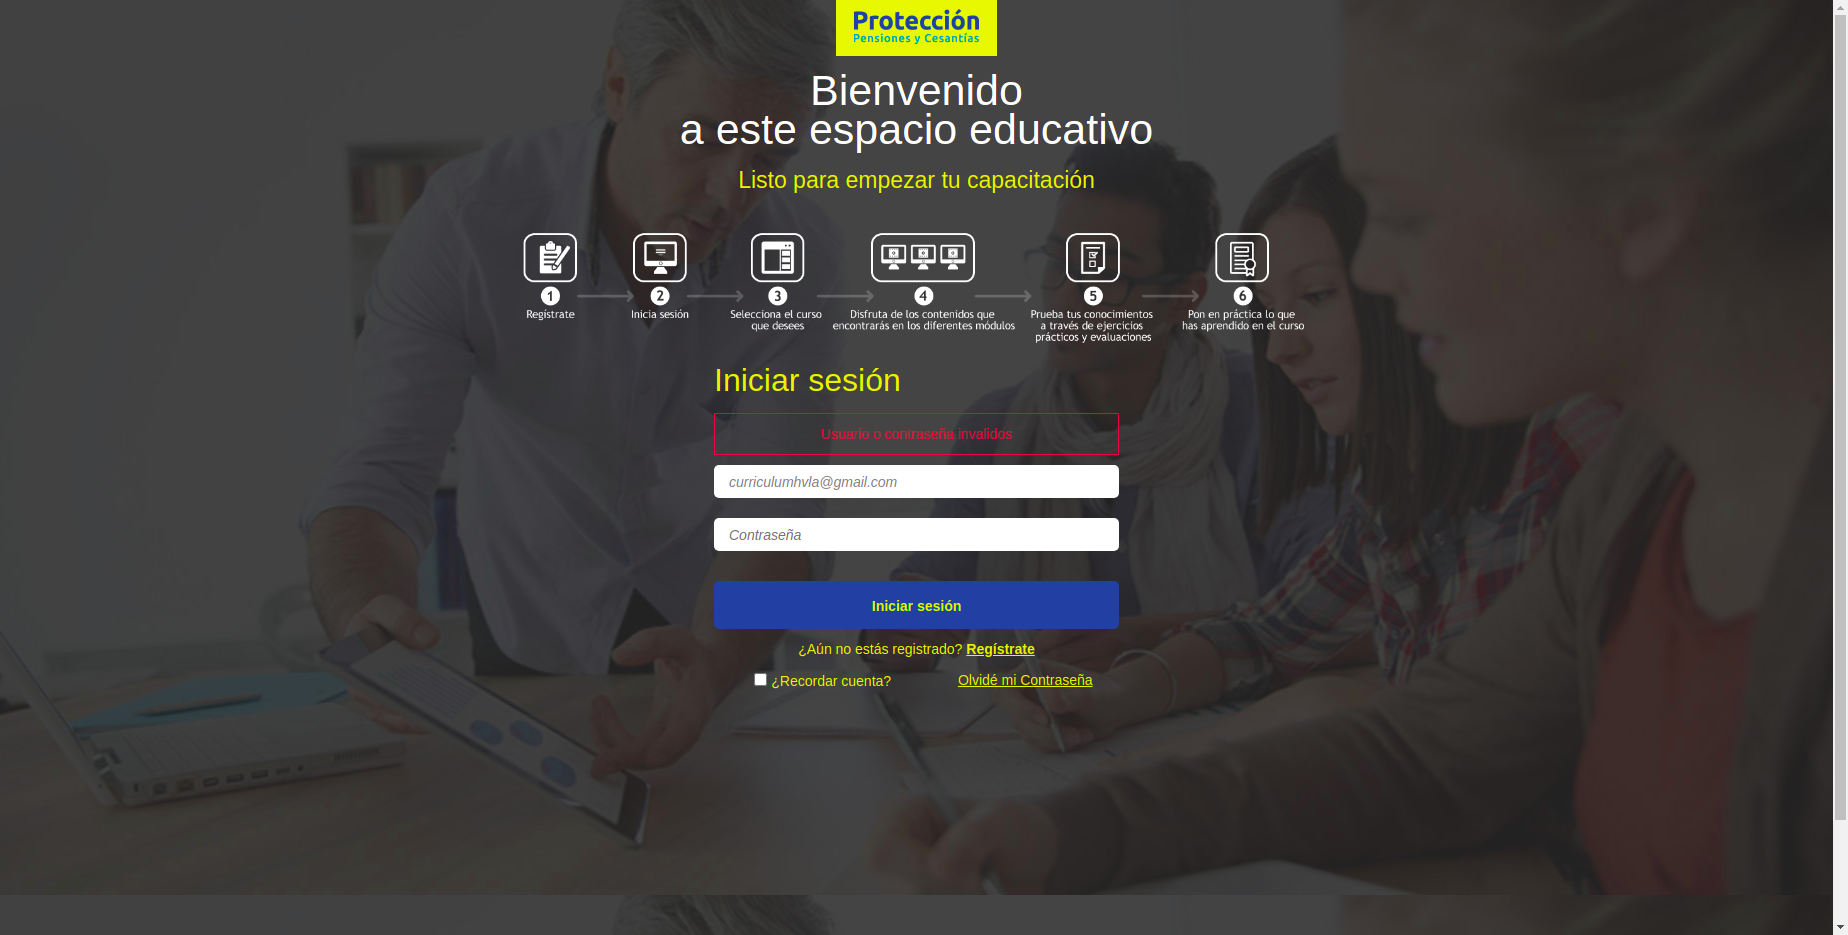 Protección
Pensiones y Cesantías
Bienvenido
a este espacio educativo
Listo para empezar tu capacitación
1
2
3
4
5
6
Regístrate
Inicia sesión
Selecciona el curso
que desees
Disfruta de los contenidos que
encontrarás en los diferentes módulos
Prueba tus conocimientos
a través de ejercicios
prácticos y evaluaciones
Pon en práctica lo que
has aprendido en el curso
Iniciar sesión
Usuario o contraseña invalidos
curriculumhvla@gmail.com
Contraseña
Iniciar sesión
¿Aún no estás registrado? Regístrate
¿Recordar cuenta?
Olvidé mi Contraseña